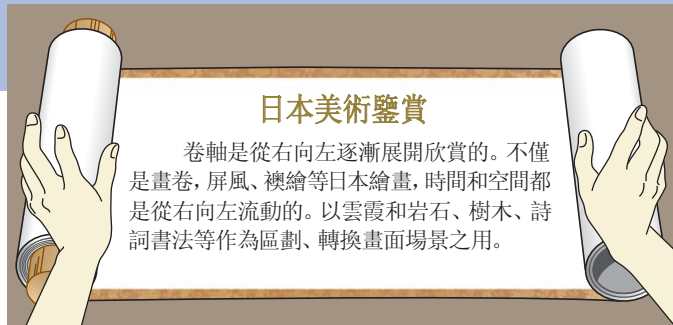 日本美術鑒賞
卷軸是從右向左逐漸展開欣賞的。不僅
是畫卷，屏風、襖繪等日本繪畫，時間和空間都
是從右向左流動的。以雲霞和岩石、樹木、詩
詞書法等作為區劃、轉換畫面場景之用。